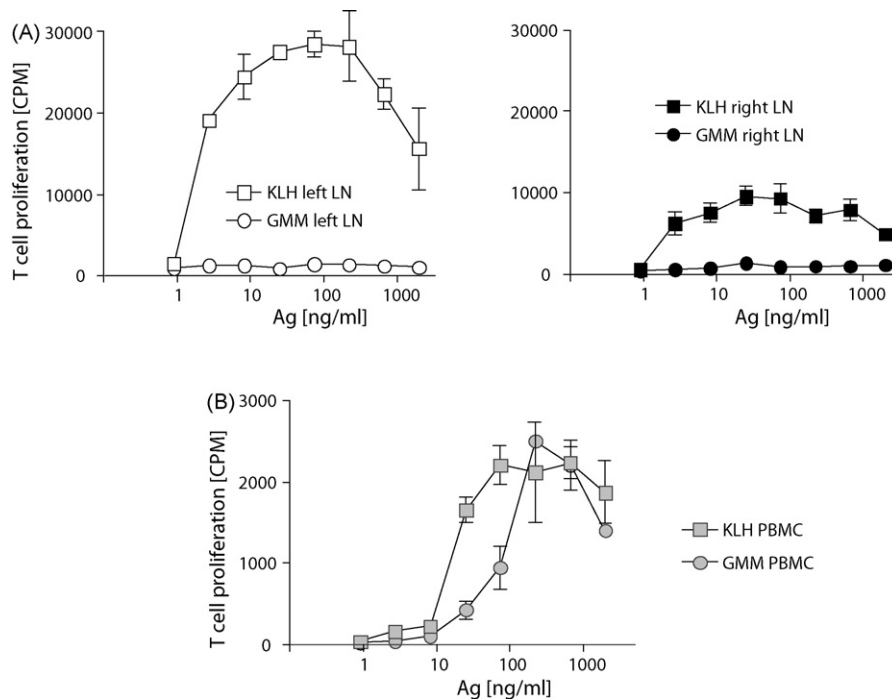 (A)
T cell proliferation [CPM]
30000
20000
10000
0
KLH left LN
GMM left LN
1 10 100 1000
Ag [ng/ml]
30000
20000
10000
0
KLH right LN
GMM right LN
1 10 100 1000
Ag [ng/ml]
(B)
T cell proliferation [CPM]
3000
2000
1000
0
KLH PBMC
GMM PBMC
1 10 100 1000
Ag [ng/ml]